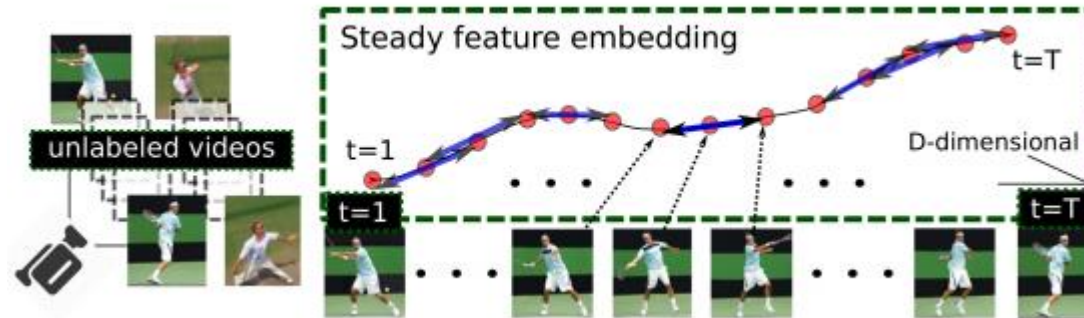 Steady feature embedding
t=T
unlabeled videos
t=1
D-dimensional
t=1
t=T